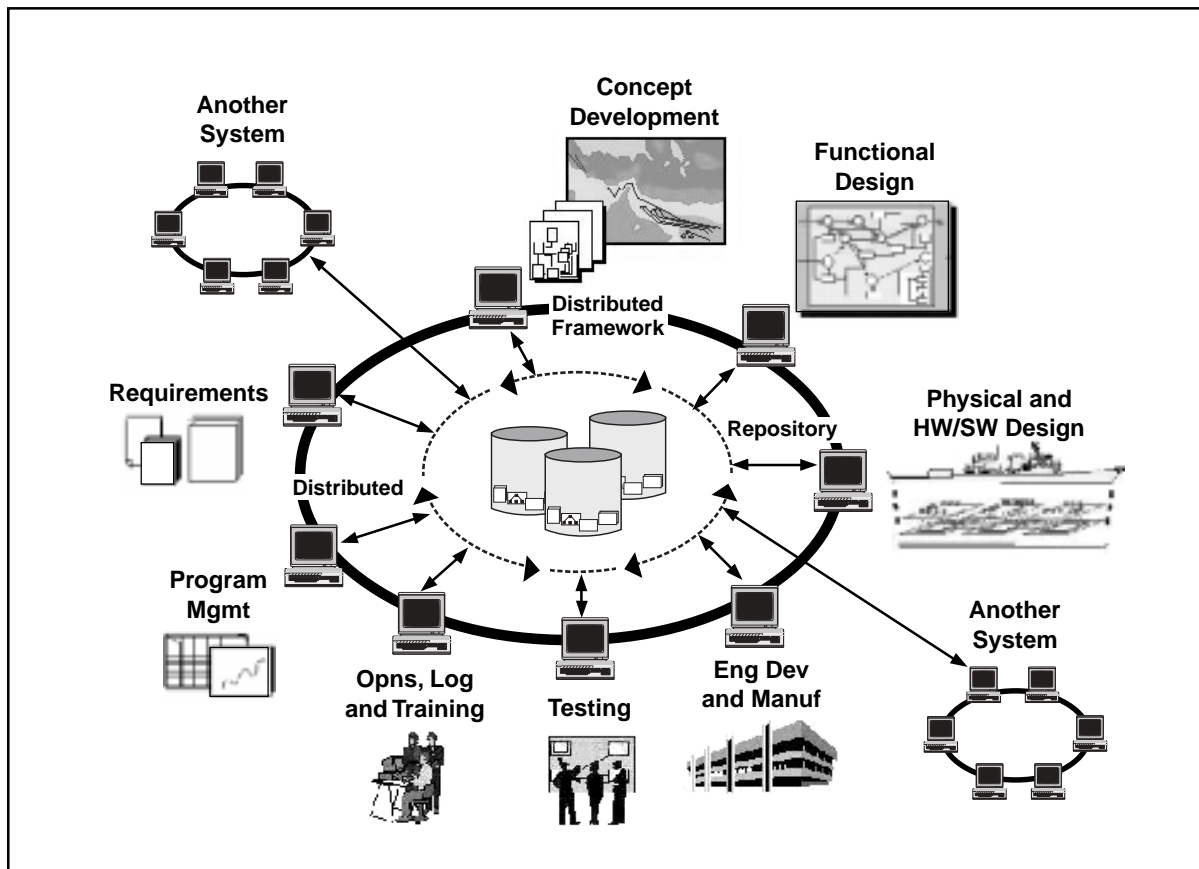 Concept
Development
Another
System
Functional
Design
Distributed
Framework
Requirements
Physical and
HW/SW Design
Repository
Distributed
Program
Mgmt
Another
System
Opns, Log
and Training
Testing
Eng Dev
and Manuf